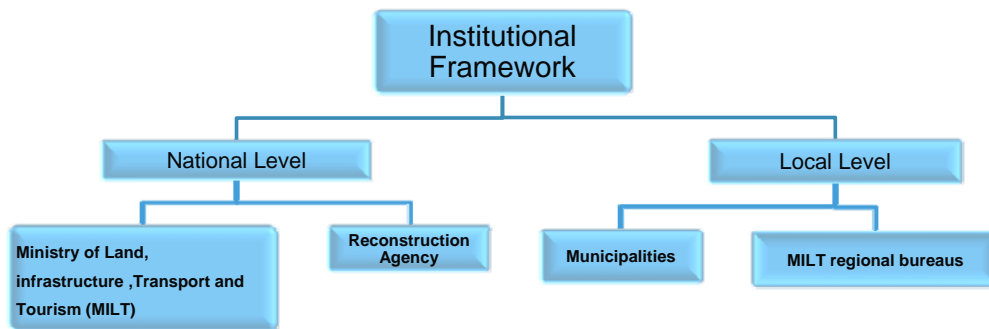 Institutional
Framework
National Level
Local Level
Ministry of Land,
infrastructure ,Transport and
Tourism (MILT)
Reconstruction
Agency
Municipalities
MILT regional bureaus